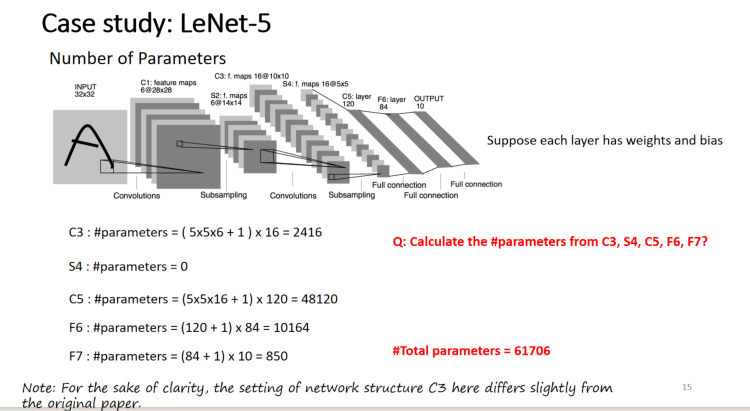 Case study: LeNet-5
Number of Parameters
INPUT
32x32
C1: feature maps
6@28x28
S2: f. maps
6@14x14
C3: f. maps 16@10x10
S4: f. maps 16@5x5
C5: layer
120
F6: layer
84
OUTPUT
10
Convolutions
Subsampling
Convolutions
Subsampling
Full connection
Full connection
Full connection
Suppose each layer has weights and bias
C3 : #parameters = ( 5x5x6 + 1 ) x 16 = 2416
Q: Calculate the #parameters from C3, S4, C5, F6, F7?
S4 : #parameters = 0
C5 : #parameters = (5x5x16 + 1) x 120 = 48120
F6 : #parameters = (120 + 1) x 84 = 10164
F7 : #parameters = (84 + 1) x 10 = 850
#Total parameters = 61706
Note: For the sake of clarity, the setting of network structure C3 here differs slightly from
the original paper.
15